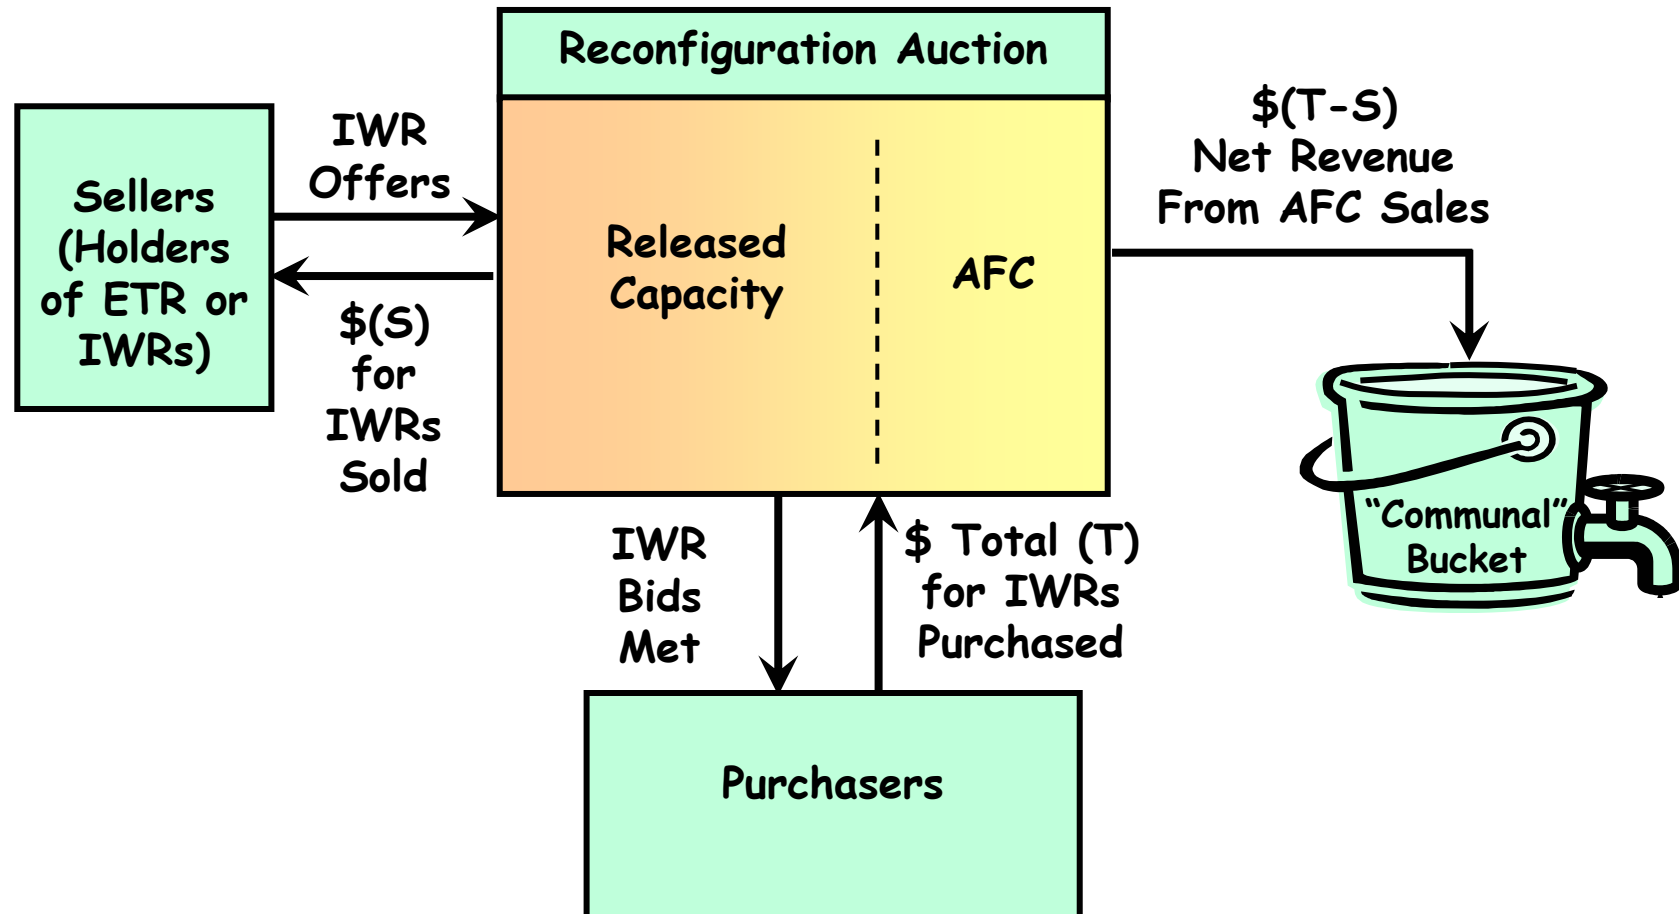 Reconfiguration Auction
Sellers
(Holders
of ETR or
IWRs)
IWR
Offers
$(S)
for
IWRs
Sold
Released
Capacity
AFC
$(T-S)
Net Revenue
From AFC Sales
“Communal”
Bucket
IWR
Bids
Met
$ Total (T)
for IWRs
Purchased
Purchasers